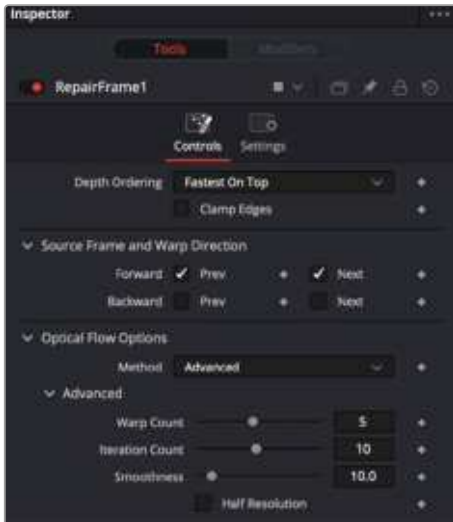 Inspector
Tools Modifiers
RepairFrame1
Controls Settings
Depth Ordering Fastest On Top
Clamp Edges
Source Frame and Warp Direction
Forward Prev Next
Backward Prev Next
Optical Flow Options
Method Advanced
Advanced
Warp Count 5
Iteration Count 10
Smoothness 10.0
Half Resolution